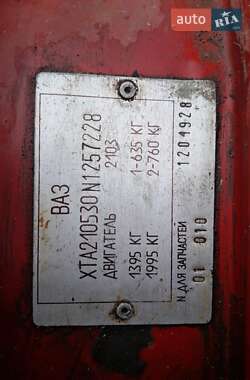 auto.ria.com
ВАЗ
XTA210530N1257228
ДВИГАТЕЛЬ 2103
1395 КГ 1-635 КГ
1995 КГ 2-760 КГ
N ДЛЯ ЗАПЧАСТЕЙ 1204928
01 010